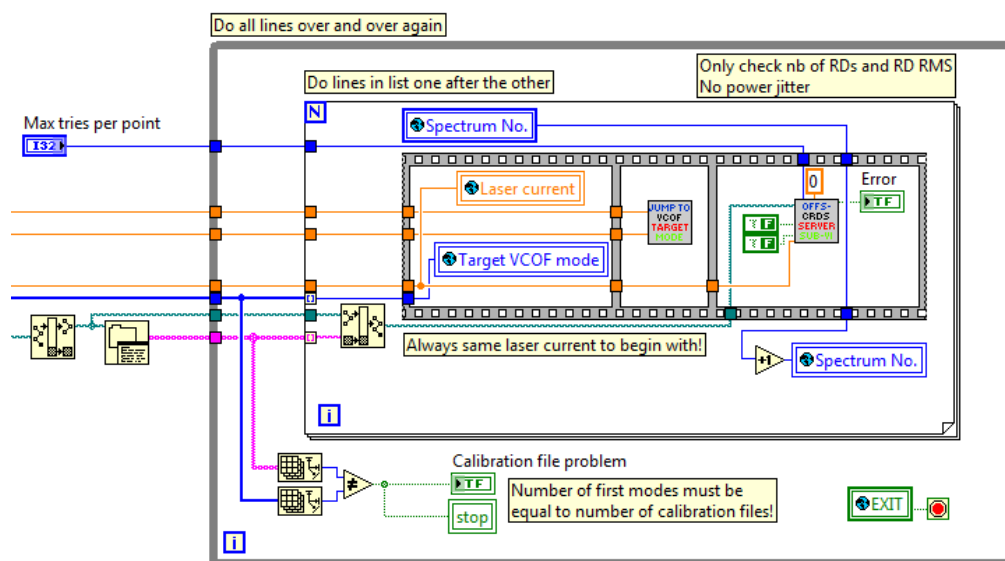 Do all lines over and over again
Only check nb of RDs and RD RMS
No power jitter
Do lines in list one after the other
N
Max tries per point
I32
Spectrum No.
Laser current
0
Error
TF
JUMP TO
VCOF
TARGET
MODE
OFFS-
CRDS
SERVER
SUB-VI
? F
? F
Target VCOF mode
Always same laser current to begin with!
+1
Spectrum No.
i
Calibration file problem
TF
Number of first modes must be
equal to number of calibration files!
≠
stop
EXIT
i